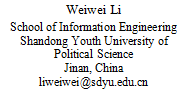 Weiwei Li
School of Information Engineering
Shandong Youth University of
Political Science
Jinan, China
liweiwei@sdyu.edu.cn